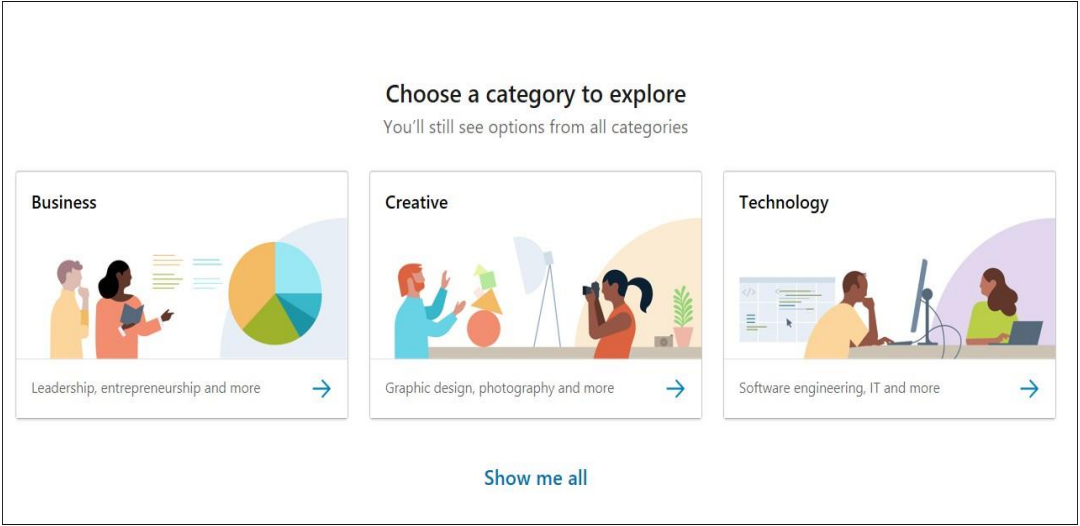 Choose a category to explore
You'll still see options from all categories
Business
Leadership, entrepreneurship and more
Creative
Graphic design, photography and more
Technology
</>
Software engineering, IT and more
Show me all